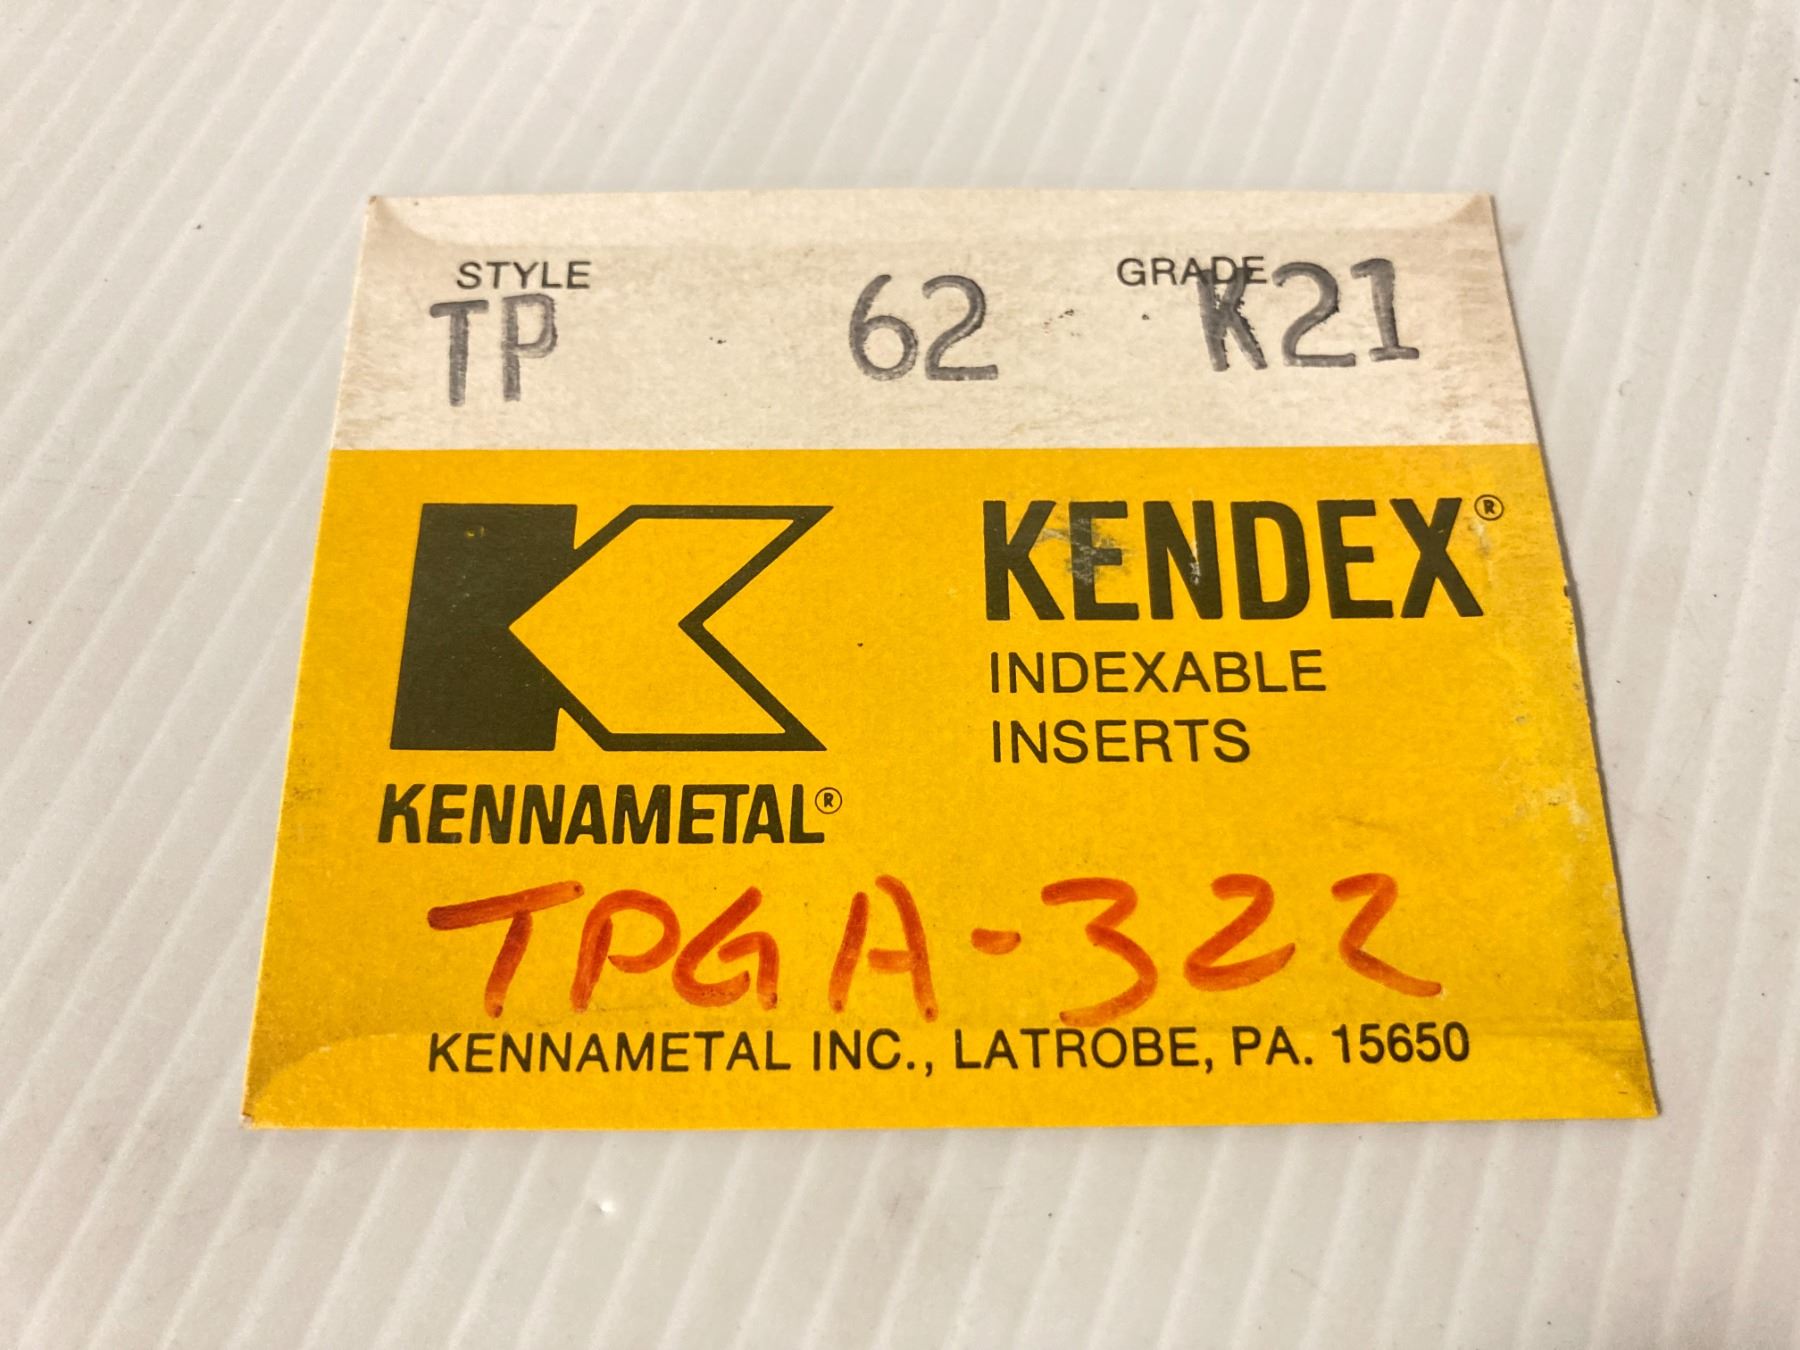 STYLE GRADE
TP 62 K21
KENDEX®
INDEXABLE
INSERTS
KENNAMETAL®
TPGA-322
KENNAMETAL INC., LATROBE, PA. 15650